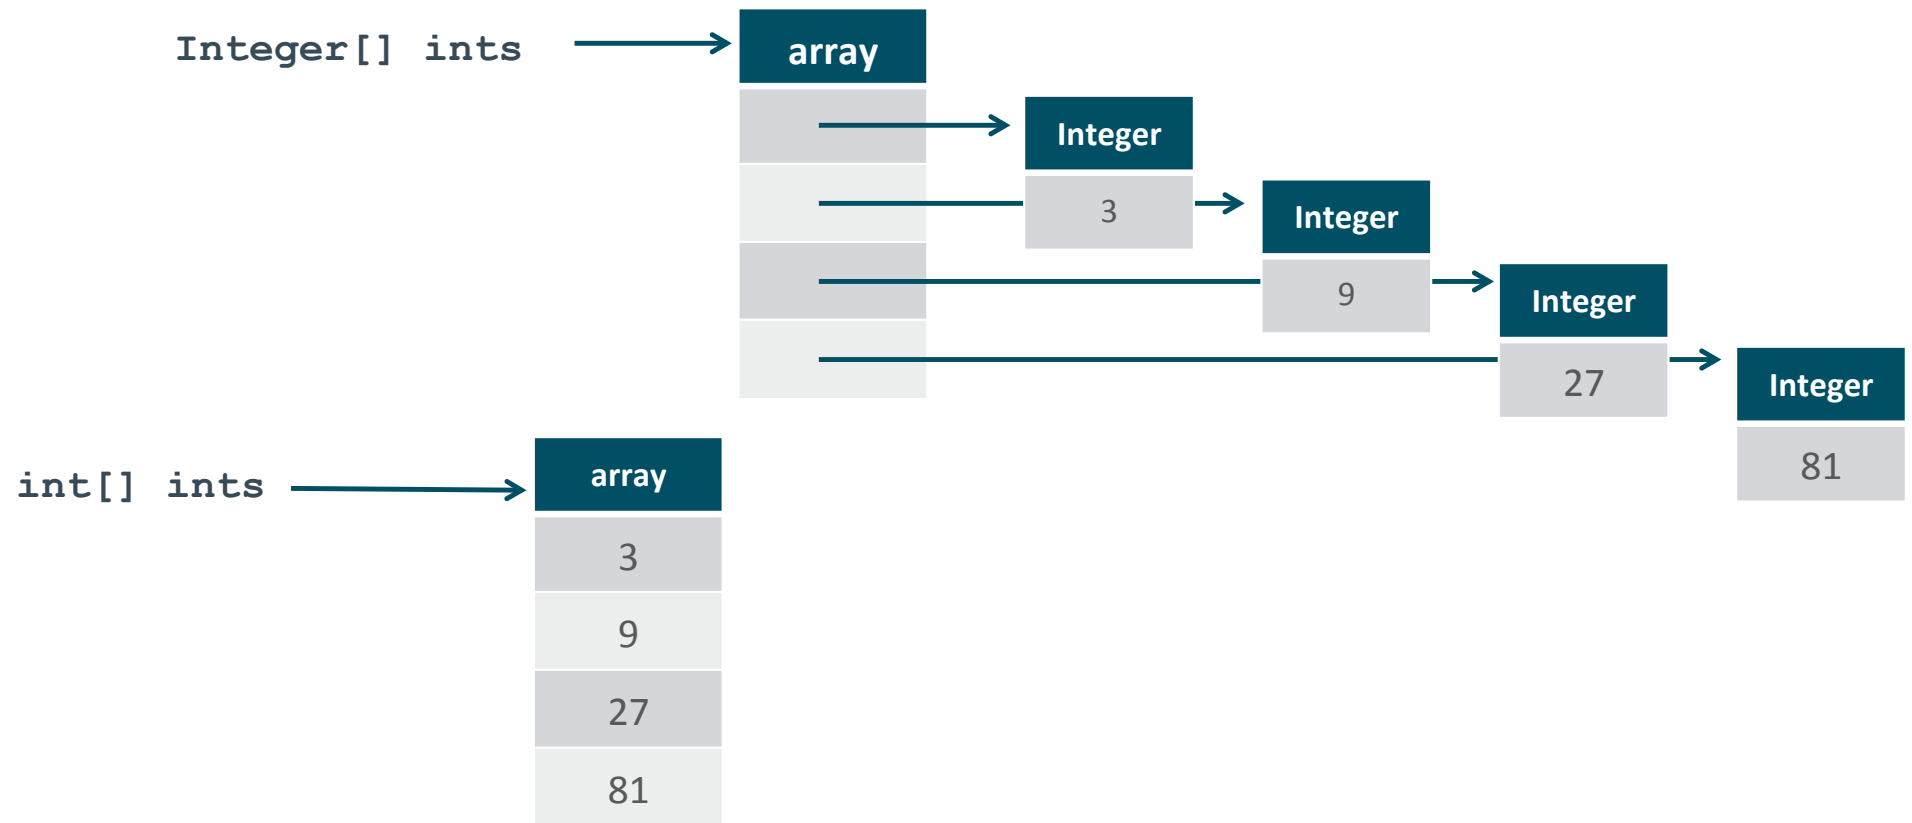 Integer[] ints
array
Integer
3
Integer
9
Integer
27
Integer
81
int[] ints
array
3
9
27
81